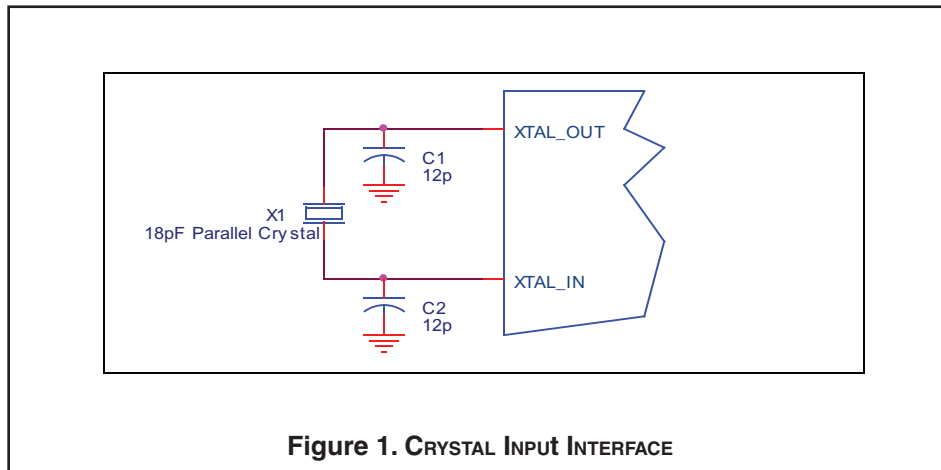 XTAL_OUT
C1
12p
X1
18pF Parallel Crystal
XTAL_IN
C2
12p
Figure 1. CRYSTAL INPUT INTERFACE